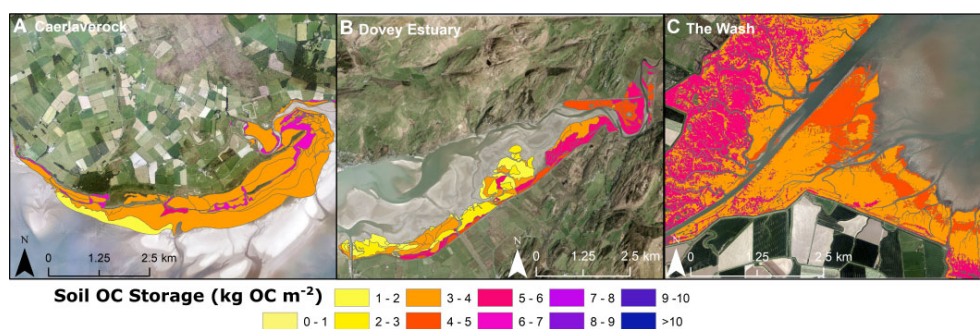 A Caerlaverock
N
0 1.25 2.5 km
B Dovey Estuary
N
0 1.25 2.5 km
C The Wash
N
0 1.25 2.5 km
Soil OC Storage (kg OC m⁻²)
1 - 2 3 - 4 5 - 6 7 - 8 9 -10
0 - 1 2 - 3 4 - 5 6 - 7 8 - 9 >10